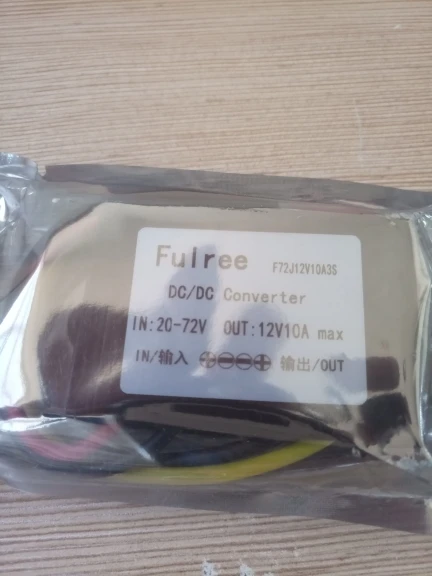 Fulree F72J12V10A3S
DC/DC Converter
IN:20-72V OUT:12V10A max
IN/输入 ⊕⊖⊖⊕ 输出/OUT